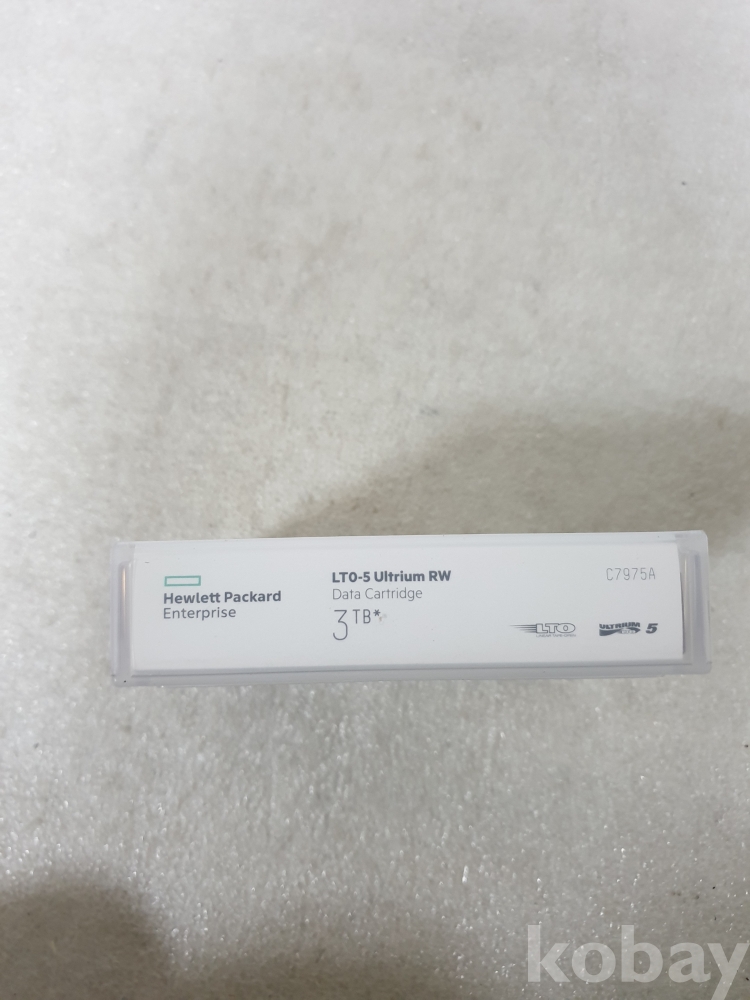 Hewlett Packard
Enterprise
LTO-5 Ultrium RW
Data Cartridge
3TB*
C7975A
LTO
ULTRIUM 5
kobay